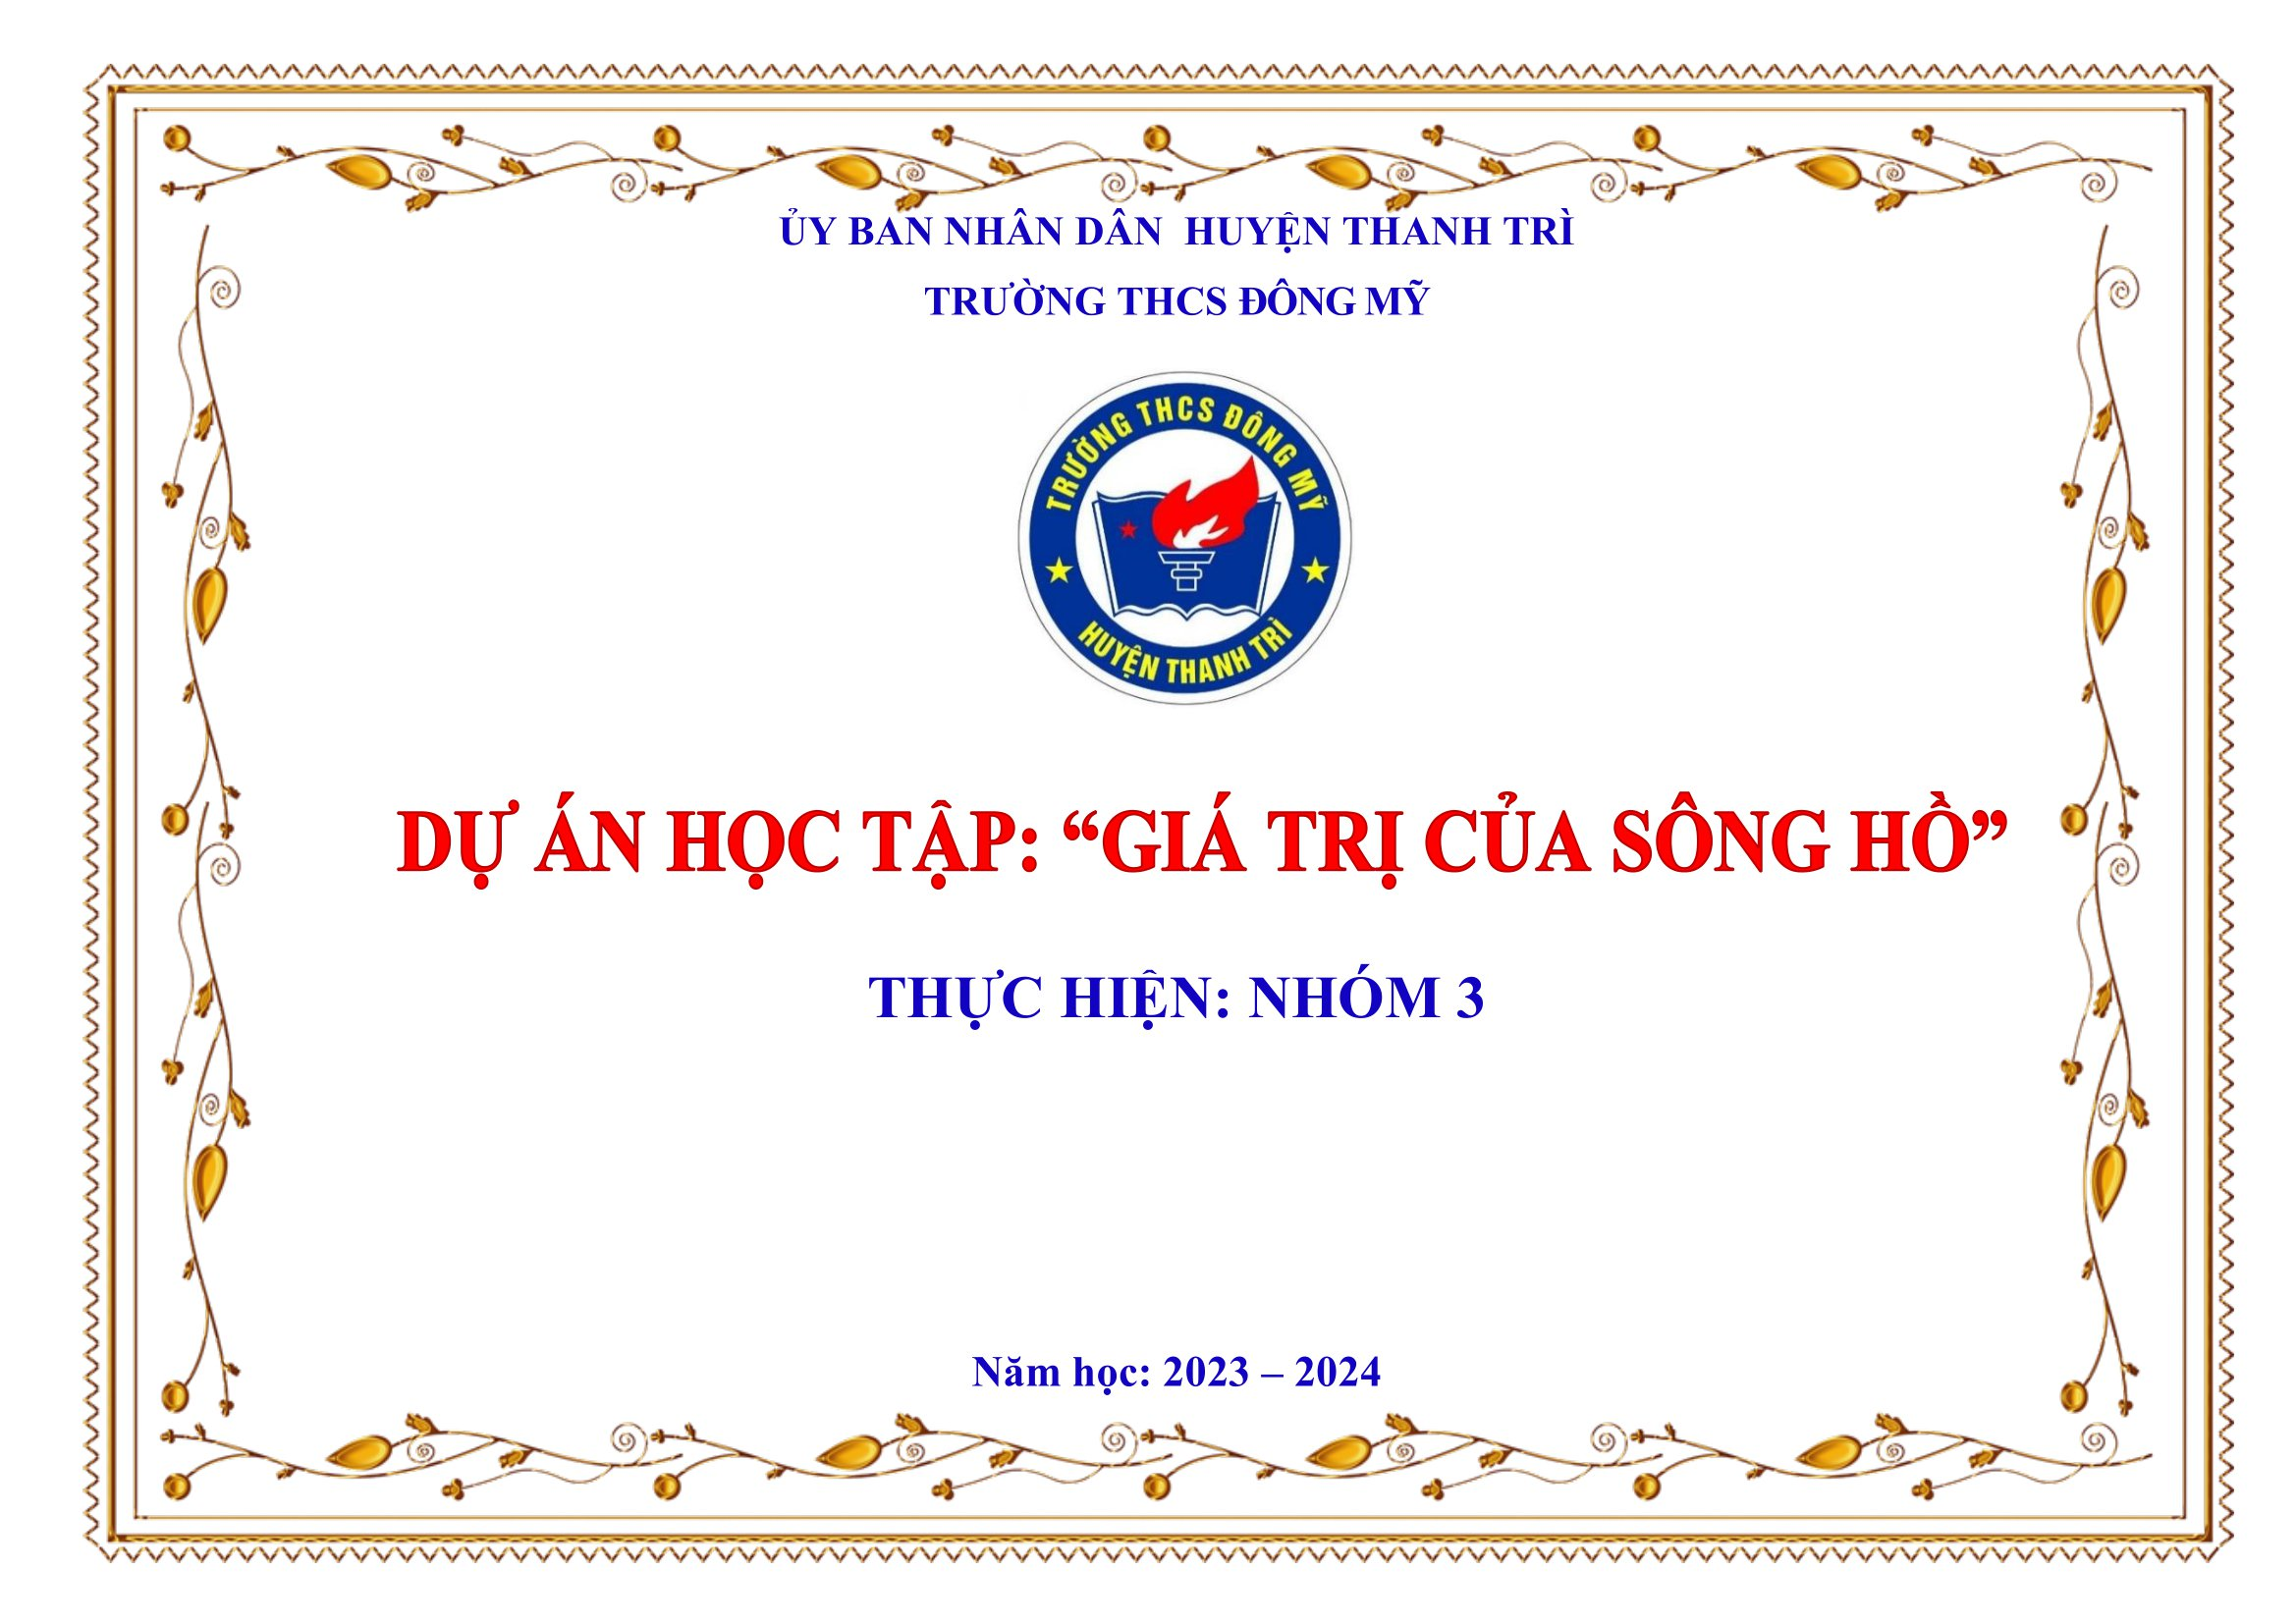 ỦY BAN NHÂN DÂN HUYỆN THANH TRÌ
TRƯỜNG THCS ĐÔNG MỸ
TRƯỜNG THCS ĐÔNG MỸ
HUYỆN THANH TRÌ
DỰ ÁN HỌC TẬP: “GIÁ TRỊ CỦA SÔNG HỒ”
THỰC HIỆN: NHÓM 3
Năm học: 2023 – 2024